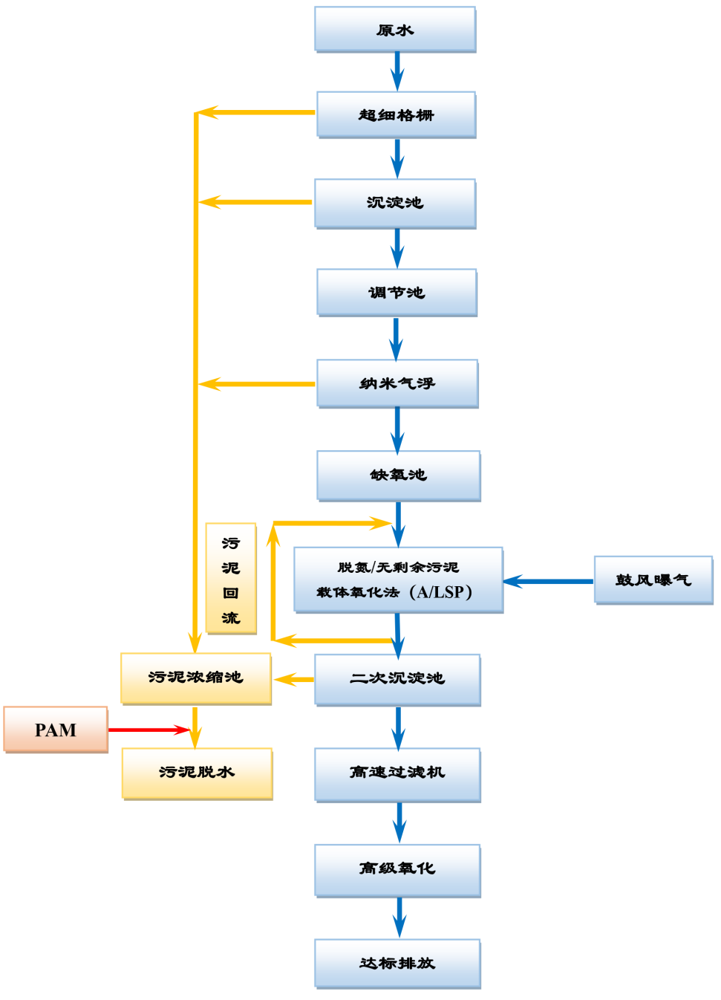 原水
超细格栅
沉淀池
调节池
纳米气浮
缺氧池
污
泥
回
流
脱氮/无剩余污泥
载体氧化法（A/LSP）
鼓风曝气
污泥浓缩池
二次沉淀池
PAM
污泥脱水
高速过滤机
高级氧化
达标排放